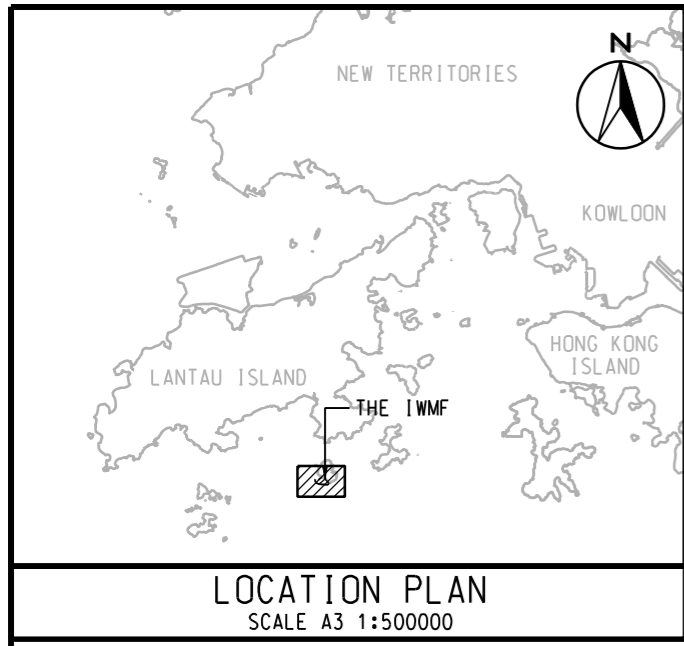 N
NEW TERRITORIES
KOWLOON
HONG KONG
ISLAND
LANTAU ISLAND
THE IWMF
LOCATION PLAN
SCALE A3 1:500000